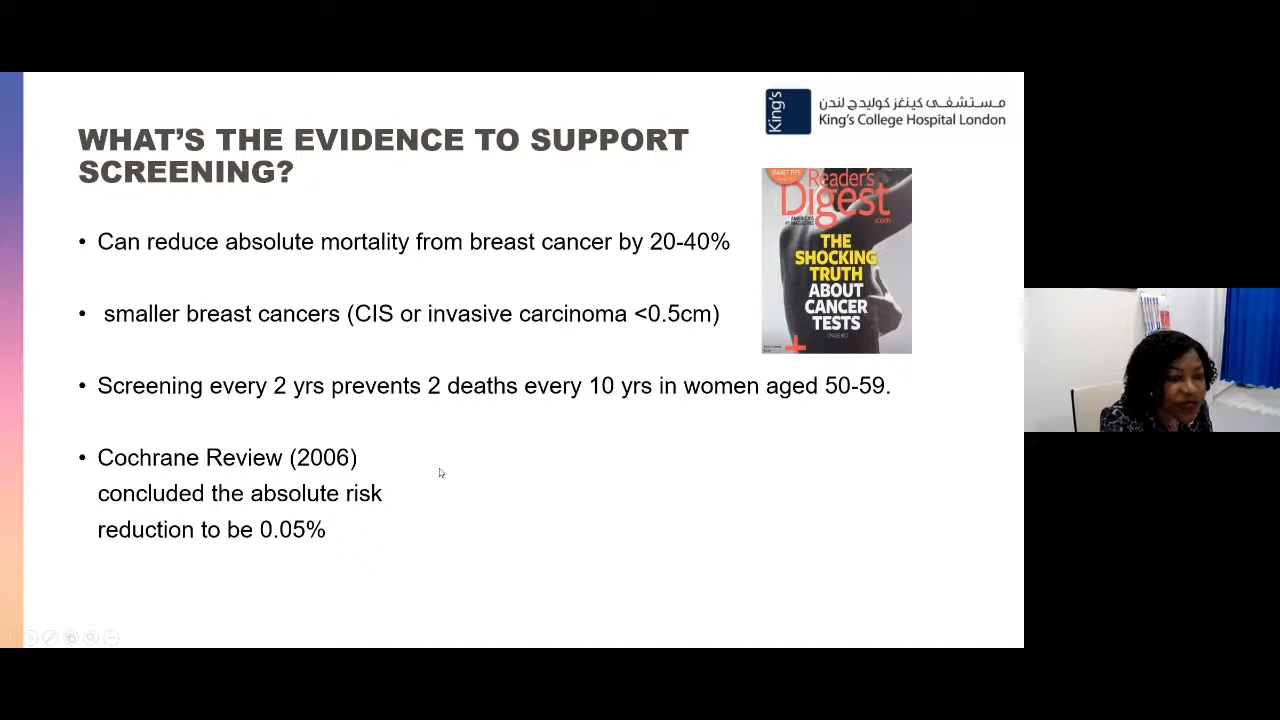 WHAT'S THE EVIDENCE TO SUPPORT
SCREENING?
King's
مستشفى كينغز كوليدج لندن
King's College Hospital London
SMART TIPS
Reader's
Digest
.com
AMERICA'S
#1 MAGAZINE
THE
SHOCKING
TRUTH
ABOUT
CANCER
TESTS
• Can reduce absolute mortality from breast cancer by 20-40%
• smaller breast cancers (CIS or invasive carcinoma <0.5cm)
• Screening every 2 yrs prevents 2 deaths every 10 yrs in women aged 50-59.
• Cochrane Review (2006)
concluded the absolute risk
reduction to be 0.05%